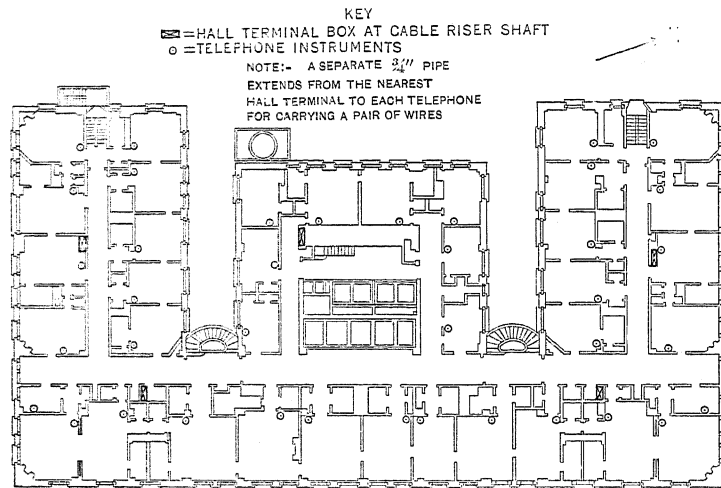 KEY
=HALL TERMINAL BOX AT CABLE RISER SHAFT
=TELEPHONE INSTRUMENTS
NOTE:- A SEPARATE 3/4" PIPE
EXTENDS FROM THE NEAREST
HALL TERMINAL TO EACH TELEPHONE
FOR CARRYING A PAIR OF WIRES